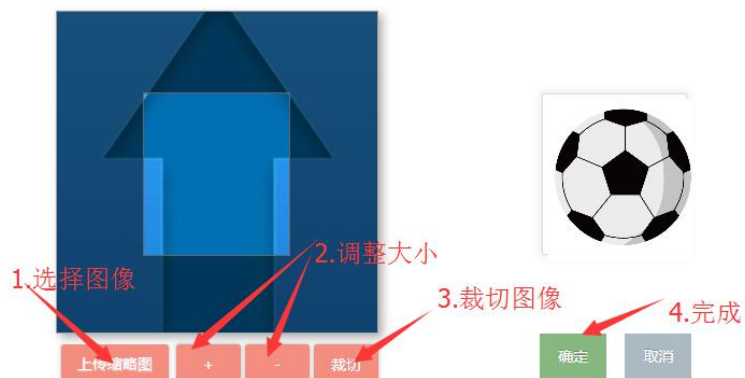 2.调整大小
1.选择图像
3.裁切图像
4.完成
上传缩略图
+
-
裁切
确定
取消